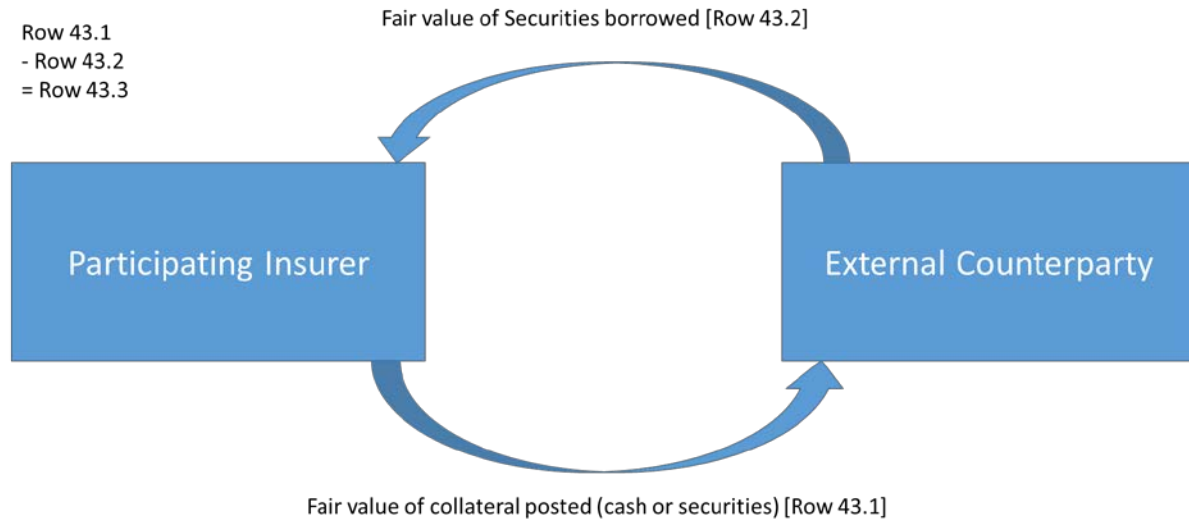 Fair value of Securities borrowed [Row 43.2]
Row 43.1
- Row 43.2
= Row 43.3
Participating Insurer
External Counterparty
Fair value of collateral posted (cash or securities) [Row 43.1]